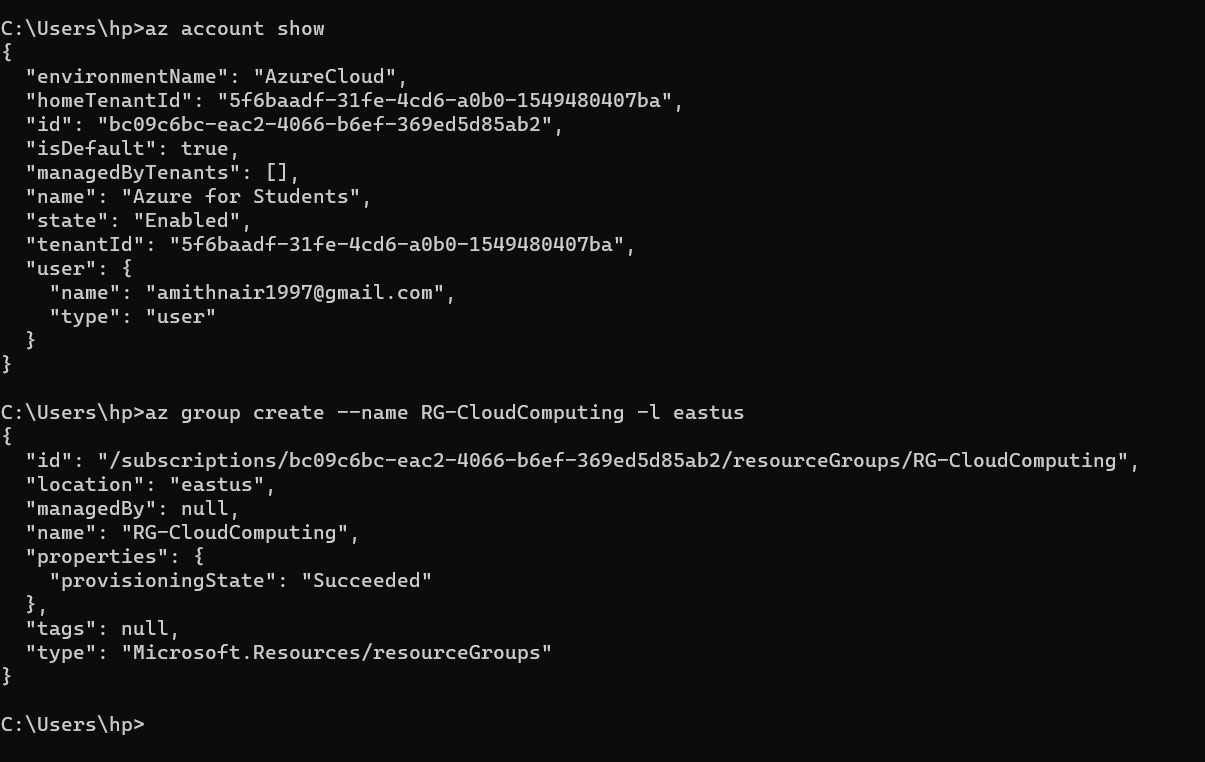 C:\Users\hp>az account show
{
  "environmentName": "AzureCloud",
  "homeTenantId": "5f6baadf-31fe-4cd6-a0b0-1549480407ba",
  "id": "bc09c6bc-eac2-4066-b6ef-369ed5d85ab2",
  "isDefault": true,
  "managedByTenants": [],
  "name": "Azure for Students",
  "state": "Enabled",
  "tenantId": "5f6baadf-31fe-4cd6-a0b0-1549480407ba",
  "user": {
    "name": "amithnair1997@gmail.com",
    "type": "user"
  }
}
C:\Users\hp>az group create --name RG-CloudComputing -l eastus
{
  "id": "/subscriptions/bc09c6bc-eac2-4066-b6ef-369ed5d85ab2/resourceGroups/RG-CloudComputing",
  "location": "eastus",
  "managedBy": null,
  "name": "RG-CloudComputing",
  "properties": {
    "provisioningState": "Succeeded"
  },
  "tags": null,
  "type": "Microsoft.Resources/resourceGroups"
}
C:\Users\hp>